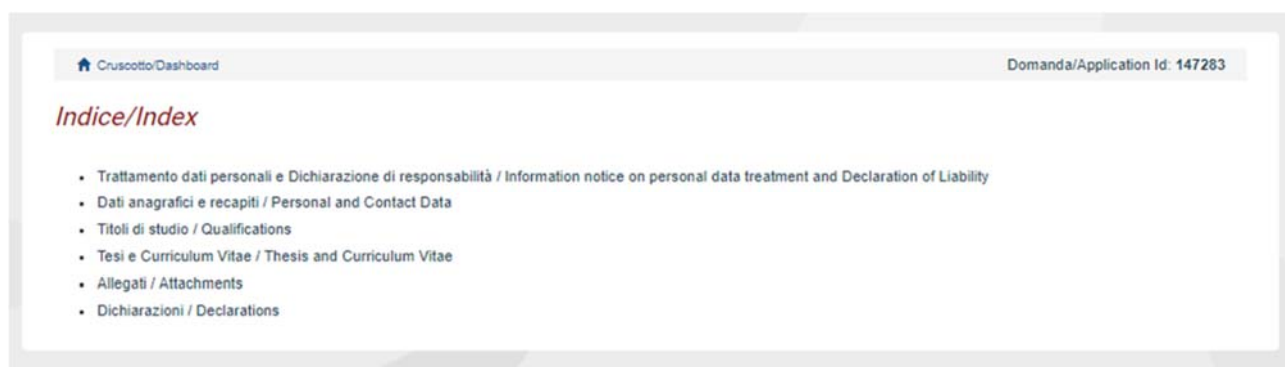 Cruscotto/Dashboard
Domanda/Application Id: 147283
Indice/Index
Trattamento dati personali e Dichiarazione di responsabilità / Information notice on personal data treatment and Declaration of Liability
Dati anagrafici e recapiti / Personal and Contact Data
Titoli di studio / Qualifications
Tesi e Curriculum Vitae / Thesis and Curriculum Vitae
Allegati / Attachments
Dichiarazioni / Declarations